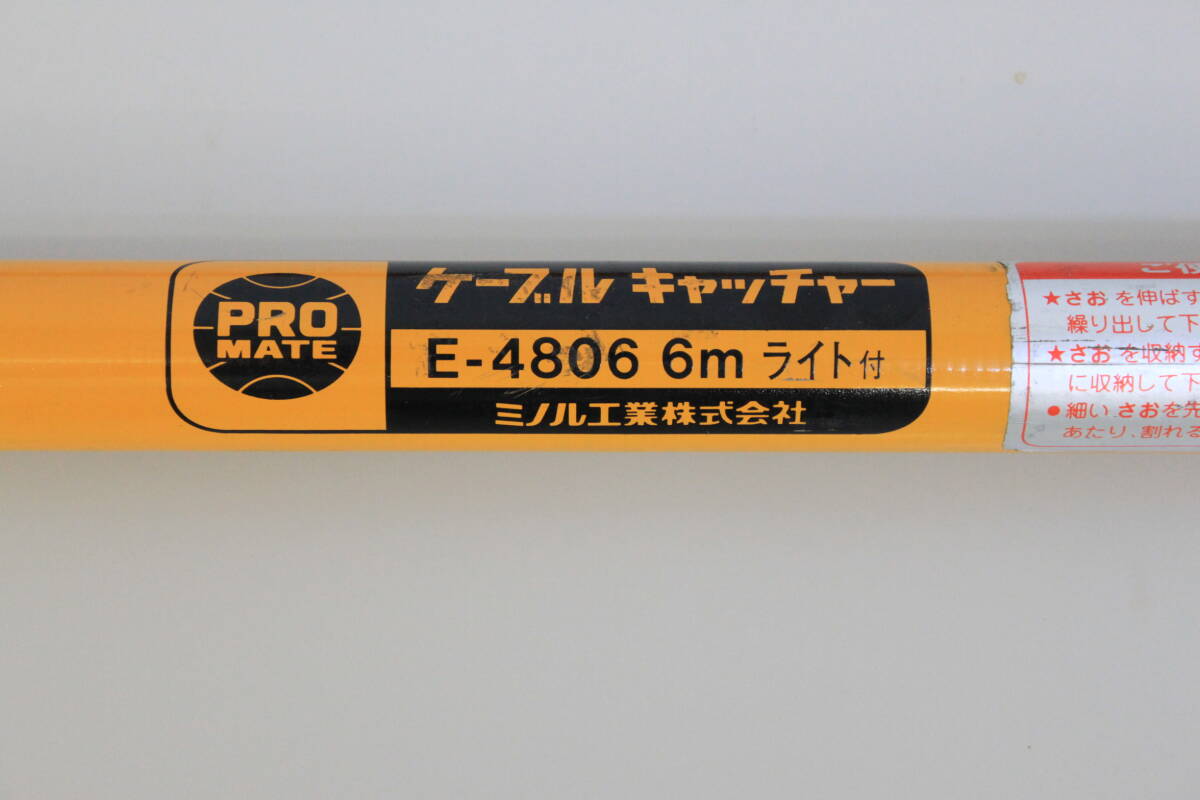 PRO
MATE
ケーブル キャッチャー
E-4806 6m ライト付
ミノル工業株式会社
★さおを伸ばす
繰り出して下
★さおを収納す
に収納して下
●細いさおを先
あたり、割れる